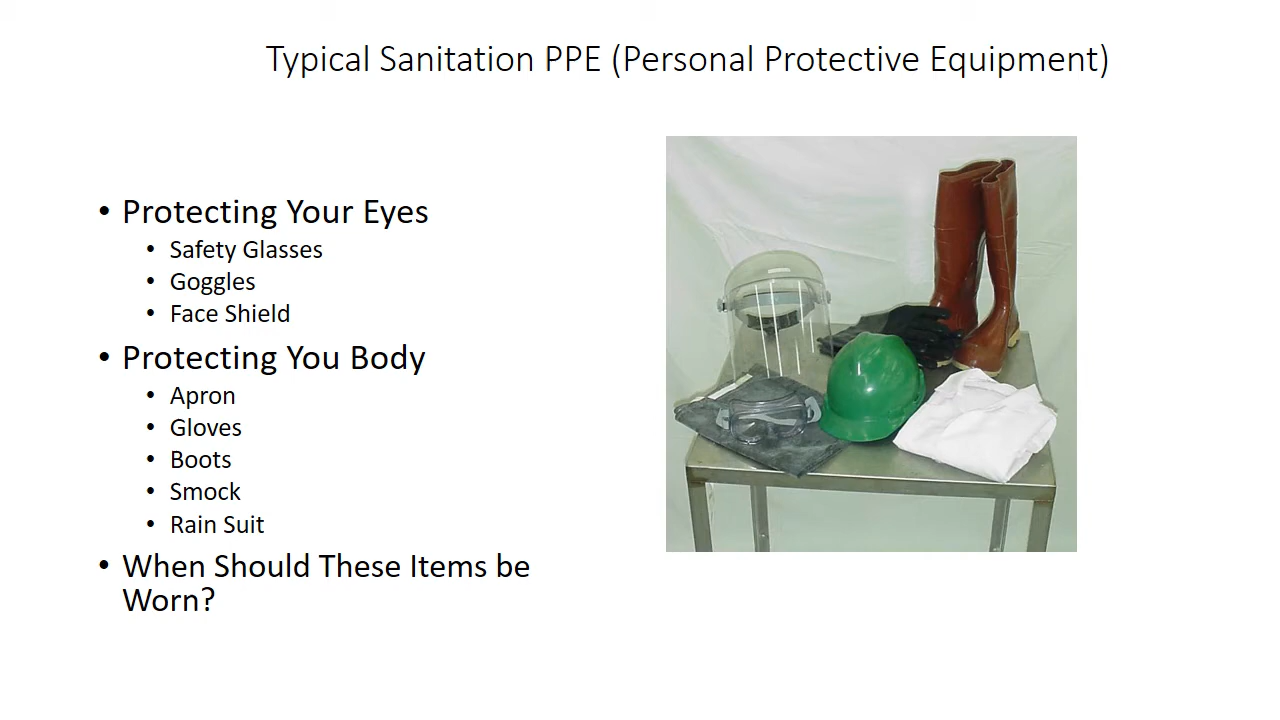 Typical Sanitation PPE (Personal Protective Equipment)
• Protecting Your Eyes
• Safety Glasses
• Goggles
• Face Shield
• Protecting You Body
• Apron
• Gloves
• Boots
• Smock
• Rain Suit
• When Should These Items be
Worn?